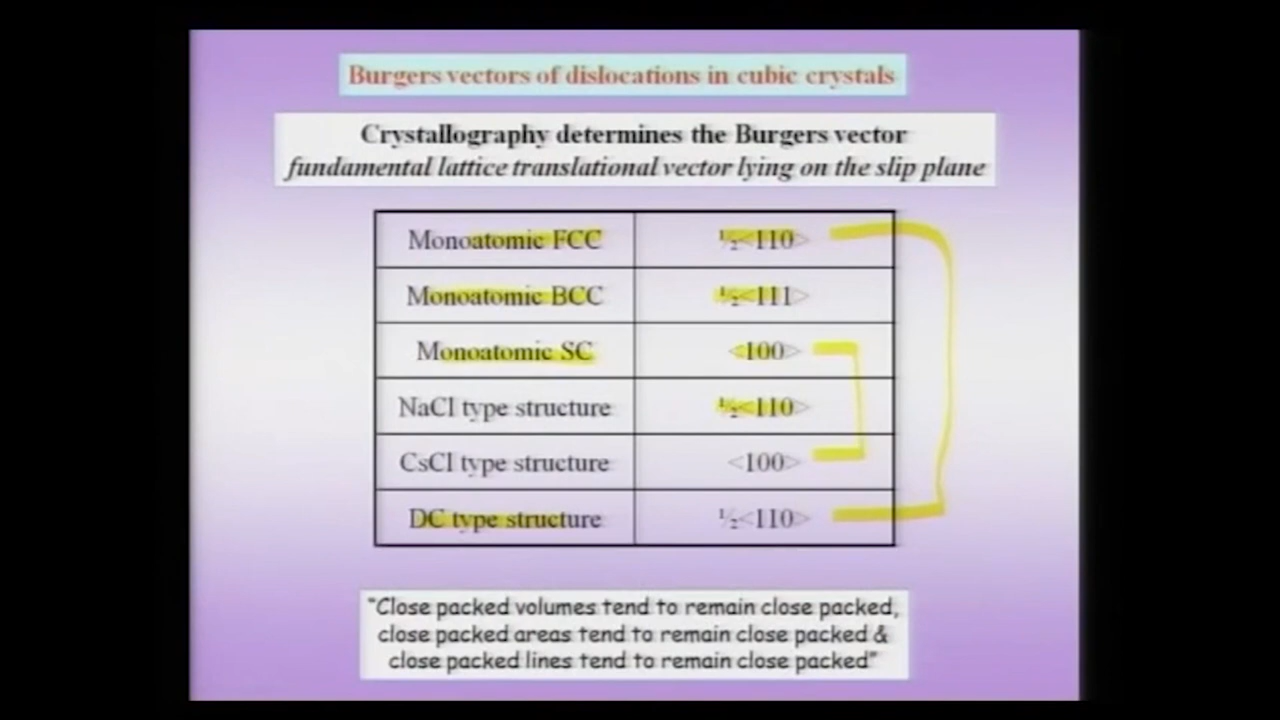 Burgers vectors of dislocations in cubic crystals
Crystallography determines the Burgers vector
fundamental lattice translational vector lying on the slip plane
Monoatomic FCC ½<110>
Monoatomic BCC ½<111>
Monoatomic SC <100>
NaCl type structure ½<110>
CsCl type structure <100>
DC type structure ½<110>
“Close packed volumes tend to remain close packed,
close packed areas tend to remain close packed &
close packed lines tend to remain close packed”